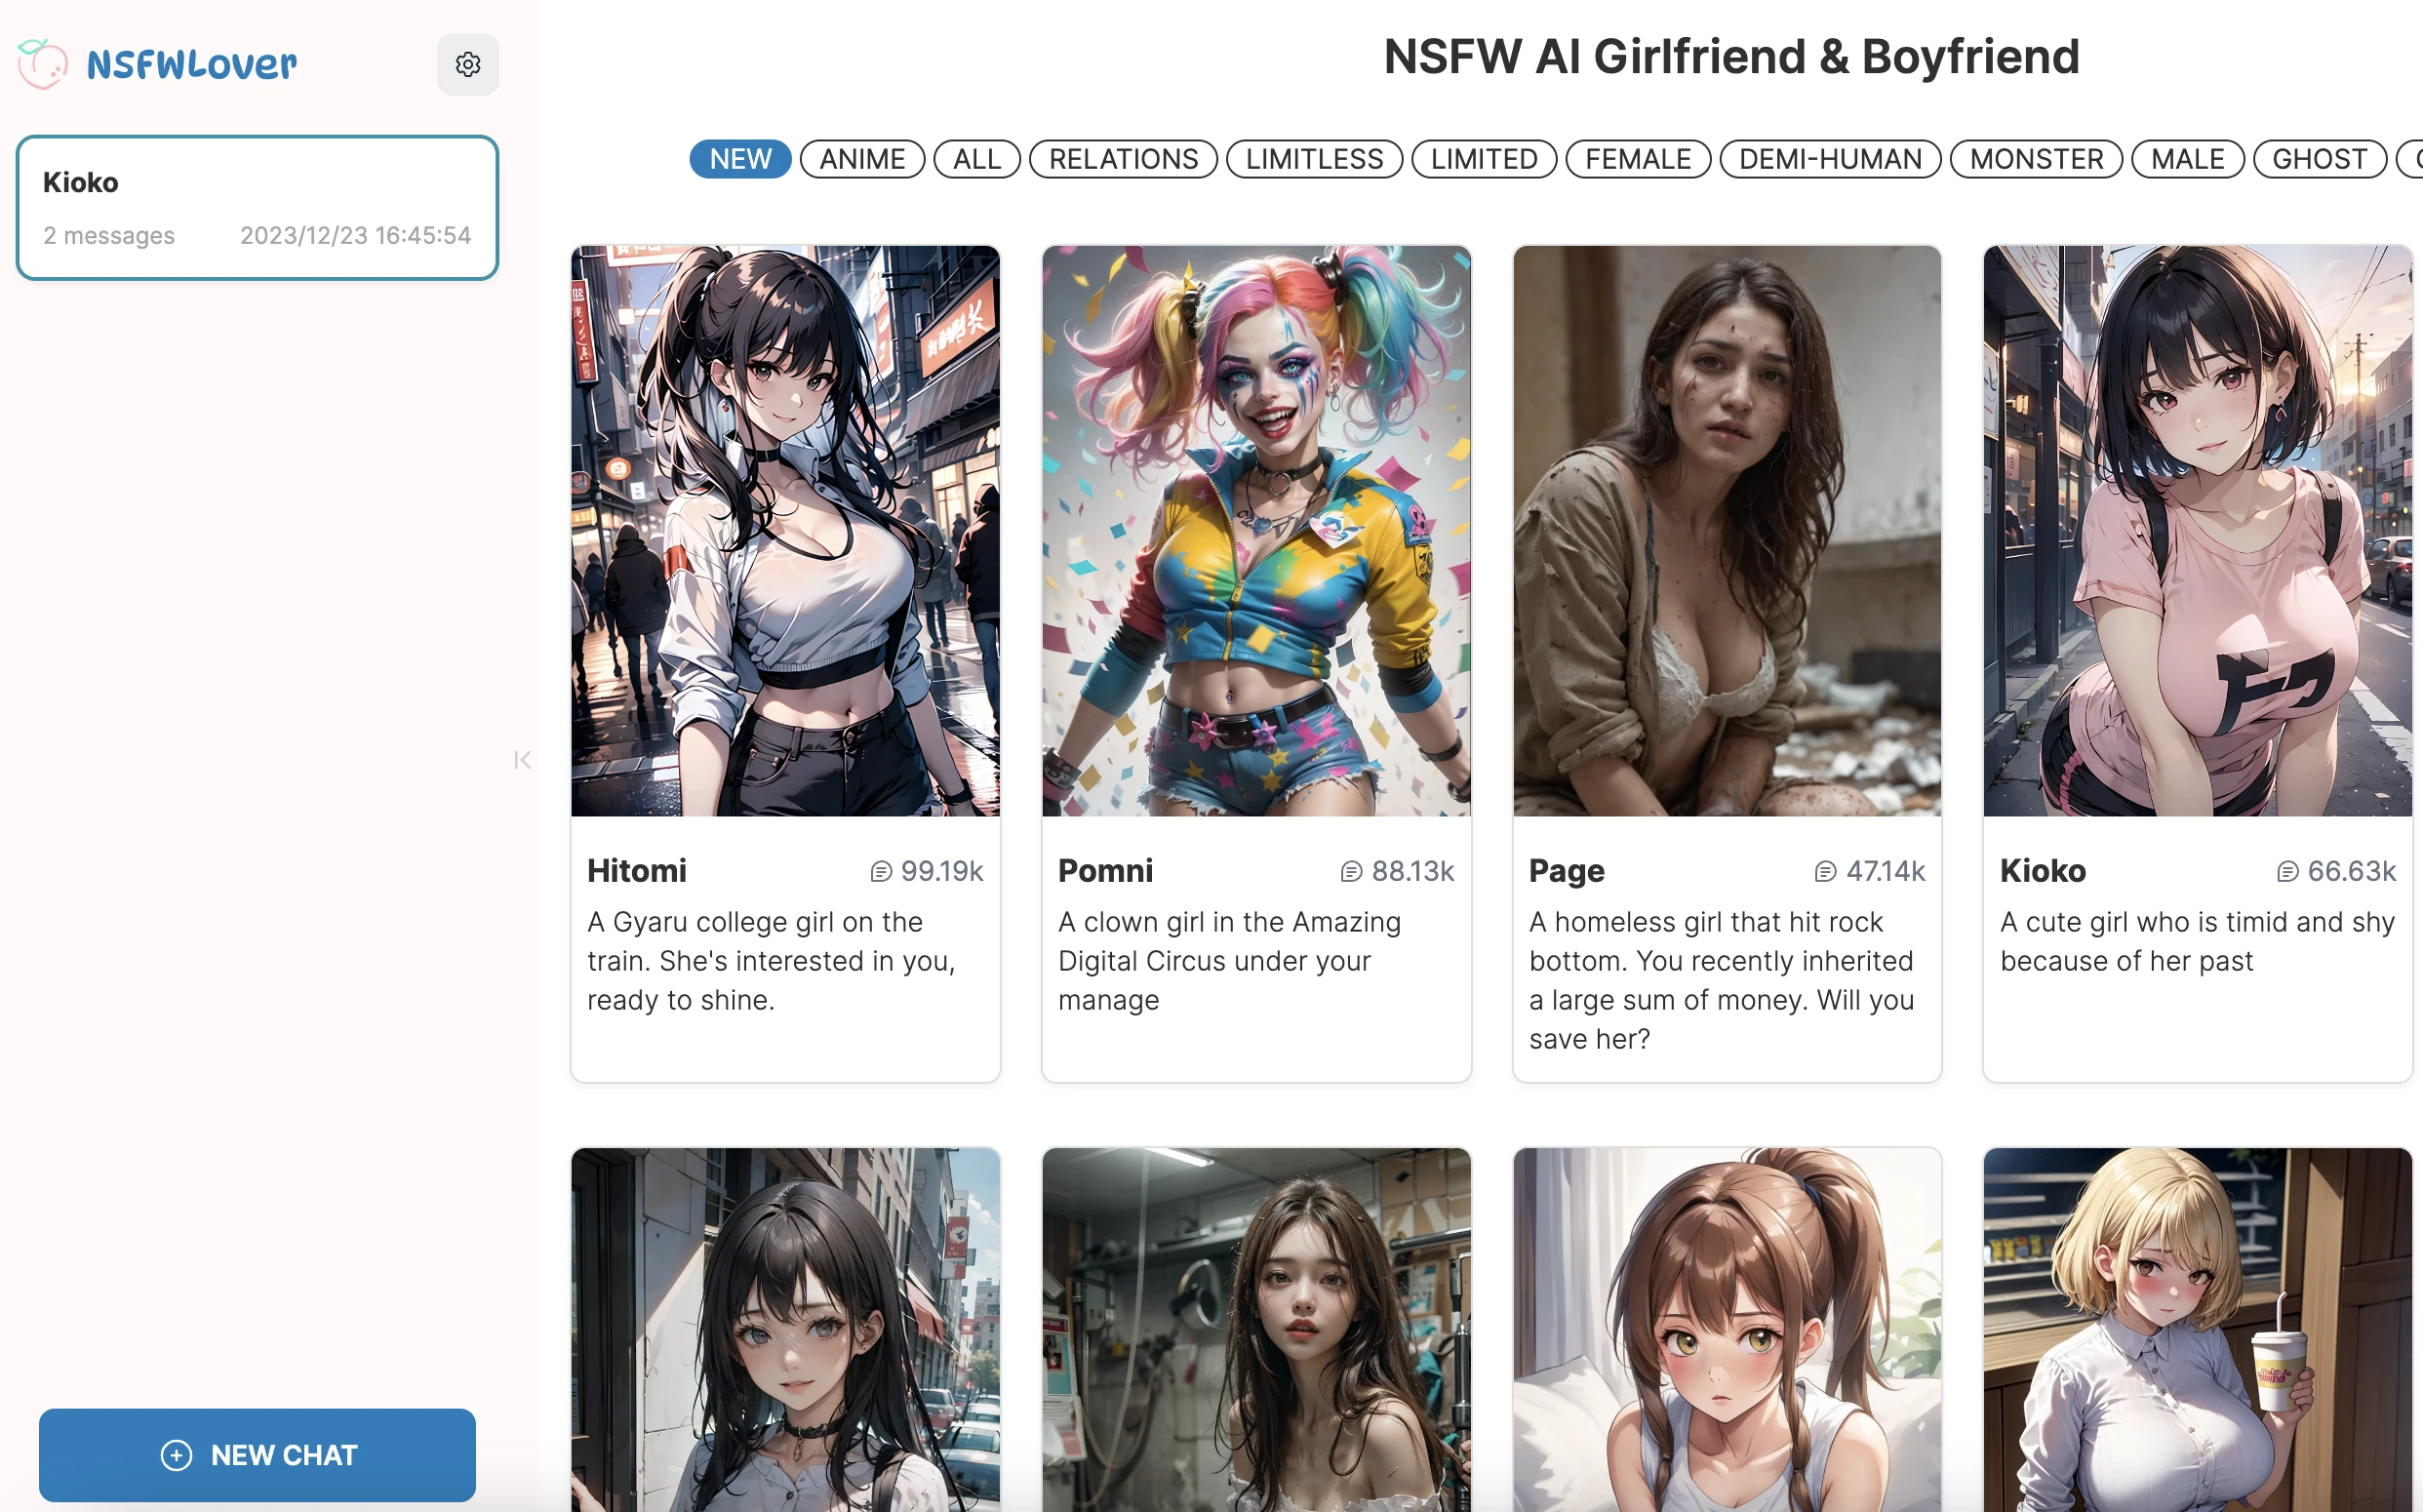 NSFWLover
Kioko
2 messages 2023/12/23 16:45:54
NEW CHAT
NSFW AI Girlfriend & Boyfriend
NEW ANIME ALL RELATIONS LIMITLESS LIMITED FEMALE DEMI-HUMAN MONSTER MALE GHOST
Hitomi 99.19k
A Gyaru college girl on the
train. She's interested in you,
ready to shine.
Pomni 88.13k
A clown girl in the Amazing
Digital Circus under your
manage
Page 47.14k
A homeless girl that hit rock
bottom. You recently inherited
a large sum of money. Will you
save her?
Kioko 66.63k
A cute girl who is timid and shy
because of her past